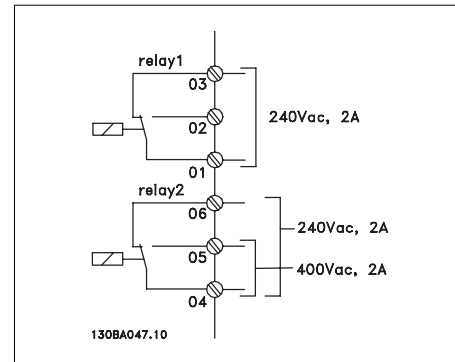 relay1
03
02
240Vac, 2A
01
relay2
06
240Vac, 2A
05
400Vac, 2A
04
130BA047.10